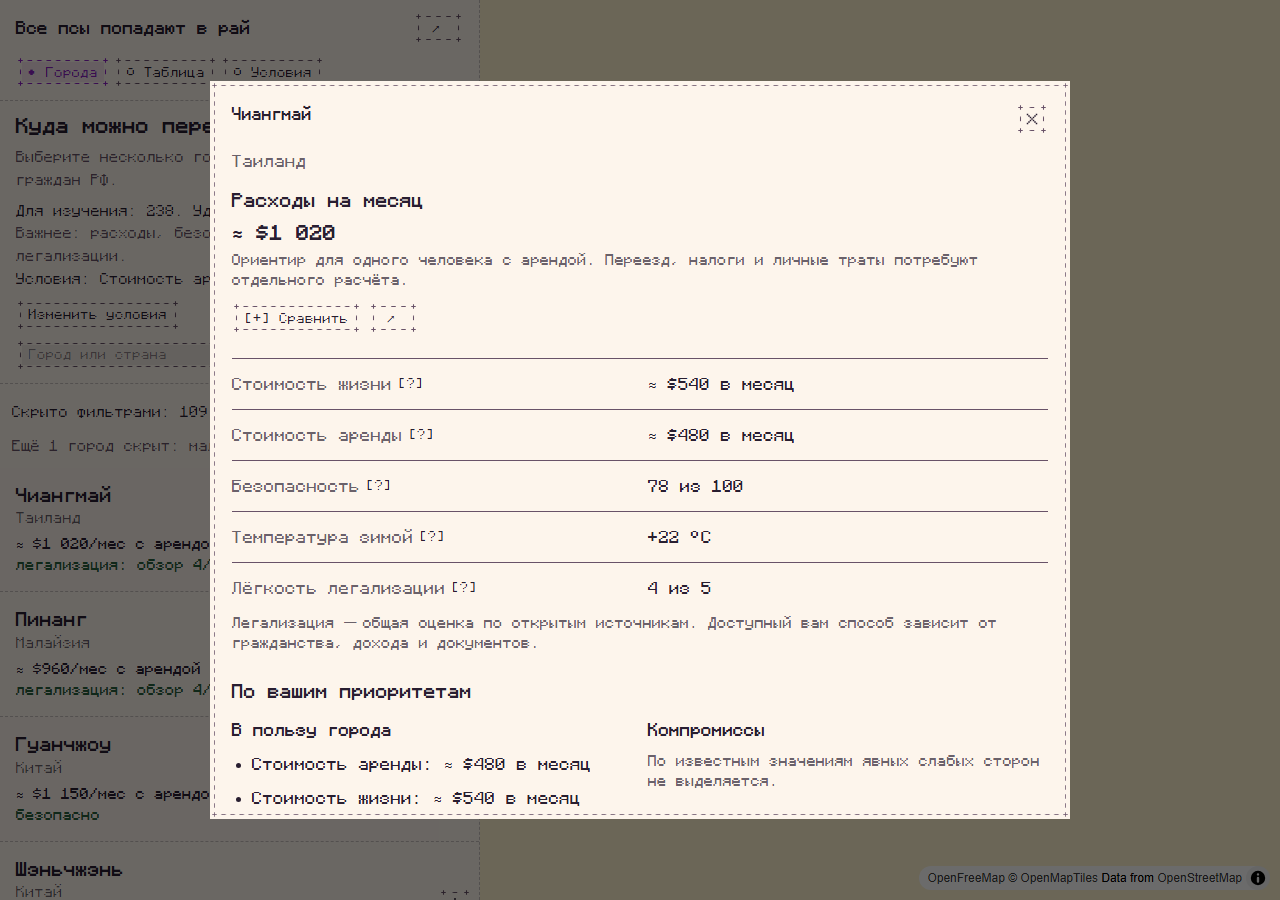 Все псы попадают в рай
↗
Города
Таблица
Условия
Куда можно пере
Выберите несколько го
граждан РФ.
Для изучения: 238. Уд
Важнее: расходы, безо
легализации.
Условия: Стоимость ар
Изменить условия
Город или страна
Скрыто фильтрами: 109
Ещё 1 город скрыт: ма
Чиангмай
Таиланд
≈ $1 020/мес с арендо
легализация: обзор 4/
Пинанг
Малайзия
≈ $960/мес с арендой
легализация: обзор 4/
Гуанчжоу
Китай
≈ $1 150/мес с арендо
безопасно
Шэньчжэнь
Китай
Чиангмай
Таиланд
Расходы на месяц
≈ $1 020
Ориентир для одного человека с арендой. Переезд, налоги и личные траты потребуют
отдельного расчёта.
[+] Сравнить ↗
Стоимость жизни [?] ≈ $540 в месяц
Стоимость аренды [?] ≈ $480 в месяц
Безопасность [?] 78 из 100
Температура зимой [?] +22 °C
Лёгкость легализации [?] 4 из 5
Легализация — общая оценка по открытым источникам. Доступный вам способ зависит от
гражданства, дохода и документов.
По вашим приоритетам
В пользу города
• Стоимость аренды: ≈ $480 в месяц
• Стоимость жизни: ≈ $540 в месяц
Компромиссы
По известным значениям явных слабых сторон
не выделяется.
OpenFreeMap © OpenMapTiles Data from OpenStreetMap